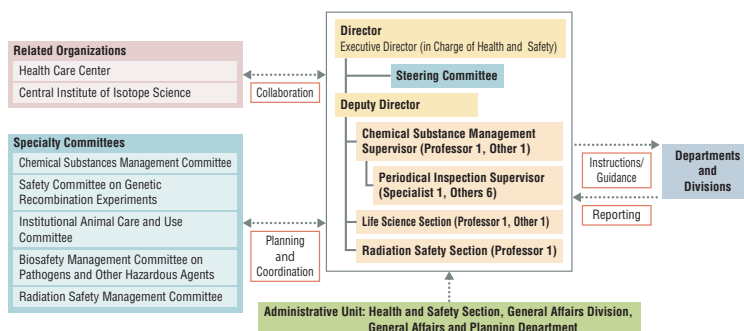 Related Organizations
Health Care Center
Central Institute of Isotope Science
Specialty Committees
Chemical Substances Management Committee
Safety Committee on Genetic
Recombination Experiments
Institutional Animal Care and Use
Committee
Biosafety Management Committee on
Pathogens and Other Hazardous Agents
Radiation Safety Management Committee
Collaboration
Planning
and
Coordination
Director
Executive Director (in Charge of Health and Safety)
Steering Committee
Deputy Director
Chemical Substance Management
Supervisor (Professor 1, Other 1)
Periodical Inspection Supervisor
(Specialist 1, Others 6)
Life Science Section (Professor 1, Other 1)
Radiation Safety Section (Professor 1)
Instructions/
Guidance
Reporting
Departments
and
Divisions
Administrative Unit: Health and Safety Section, General Affairs Division,
General Affairs and Planning Department